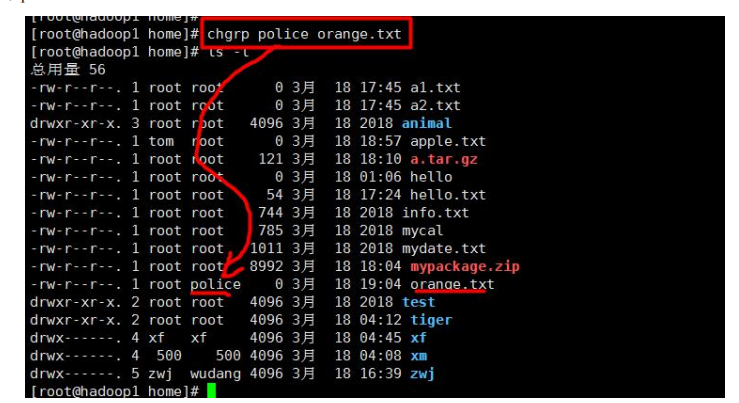 [root@hadoop1 home]#
[root@hadoop1 home]# chgrp police orange.txt
[root@hadoop1 home]# ls -l
总用量 56
-rw-r--r--. 1 root root 0 3月 18 17:45 a1.txt
-rw-r--r--. 1 root root 0 3月 18 17:45 a2.txt
drwxr-xr-x. 3 root root 4096 3月 18 2018 animal
-rw-r--r--. 1 tom root 0 3月 18 18:57 apple.txt
-rw-r--r--. 1 root root 121 3月 18 18:10 a.tar.gz
-rw-r--r--. 1 root root 0 3月 18 01:06 hello
-rw-r--r--. 1 root root 54 3月 18 17:24 hello.txt
-rw-r--r--. 1 root root 744 3月 18 2018 info.txt
-rw-r--r--. 1 root root 785 3月 18 2018 mycal
-rw-r--r--. 1 root root 1011 3月 18 2018 mydate.txt
-rw-r--r--. 1 root root 8992 3月 18 18:04 mypackage.zip
-rw-r--r--. 1 root police 0 3月 18 19:04 orange.txt
drwxr-xr-x. 2 root root 4096 3月 18 2018 test
drwxr-xr-x. 2 root root 4096 3月 18 04:12 tiger
drwx------. 4 xf xf 4096 3月 18 04:45 xf
drwx------. 4 500 500 4096 3月 18 04:08 xm
drwx------. 5 zwj wudang 4096 3月 18 16:39 zwj
[root@hadoop1 home]#